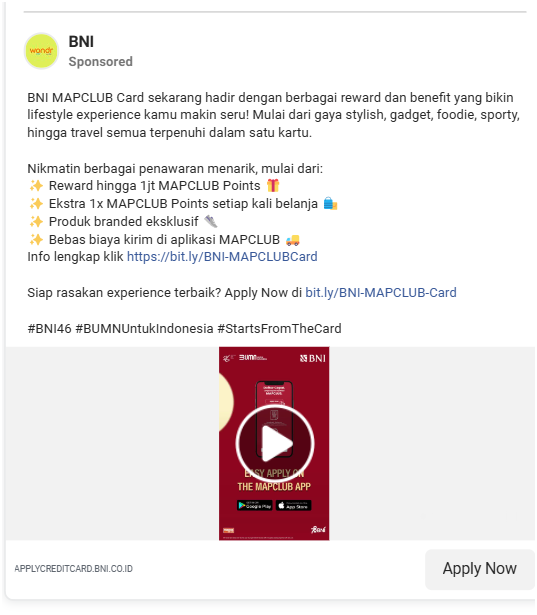 wondr
BNI
Sponsored
BNI MAPCLUB Card sekarang hadir dengan berbagai reward dan benefit yang bikin
lifestyle experience kamu makin seru! Mulai dari gaya stylish, gadget, foodie, sporty,
hingga travel semua terpenuhi dalam satu kartu.
Nikmatin berbagai penawaran menarik, mulai dari:
✨ Reward hingga 1jt MAPCLUB Points 🎁
✨ Ekstra 1x MAPCLUB Points setiap kali belanja 🛍️
✨ Produk branded eksklusif 👟
✨ Bebas biaya kirim di aplikasi MAPCLUB 🚚
Info lengkap klik https://bit.ly/BNI-MAPCLUBCard
Siap rasakan experience terbaik? Apply Now di bit.ly/BNI-MAPCLUB-Card
#BNI46 #BUMNUntukIndonesia #StartsFromTheCard
BUMN
BNI
MAPCLUB
EASY APPLY ON
THE MAPCLUB APP
Google Play
App Store
APPLYCREDITCARD.BNI.CO.ID
Apply Now